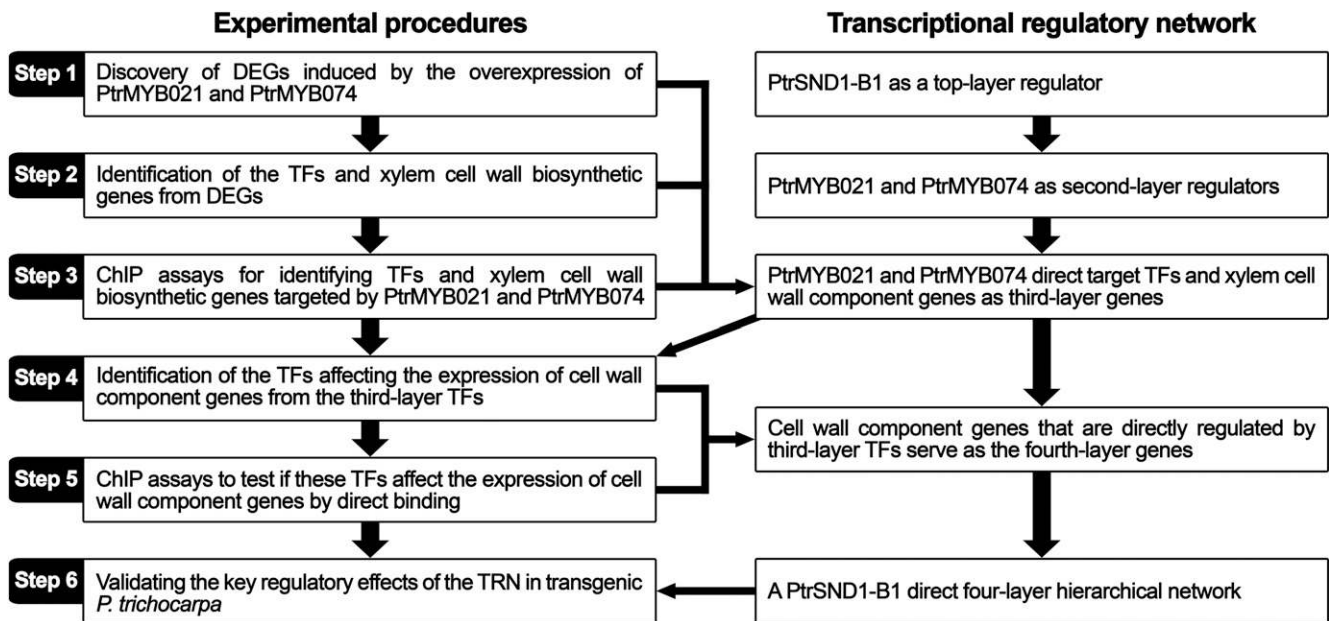 Experimental procedures
Step 1
Discovery of DEGs induced by the overexpression of
PtrMYB021 and PtrMYB074
Step 2
Identification of the TFs and xylem cell wall biosynthetic
genes from DEGs
Step 3
ChIP assays for identifying TFs and xylem cell wall
biosynthetic genes targeted by PtrMYB021 and PtrMYB074
Step 4
Identification of the TFs affecting the expression of cell wall
component genes from the third-layer TFs
Step 5
ChIP assays to test if these TFs affect the expression of cell
wall component genes by direct binding
Step 6
Validating the key regulatory effects of the TRN in transgenic
P. trichocarpa
Transcriptional regulatory network
PtrSND1-B1 as a top-layer regulator
PtrMYB021 and PtrMYB074 as second-layer regulators
PtrMYB021 and PtrMYB074 direct target TFs and xylem cell
wall component genes as third-layer genes
Cell wall component genes that are directly regulated by
third-layer TFs serve as the fourth-layer genes
A PtrSND1-B1 direct four-layer hierarchical network